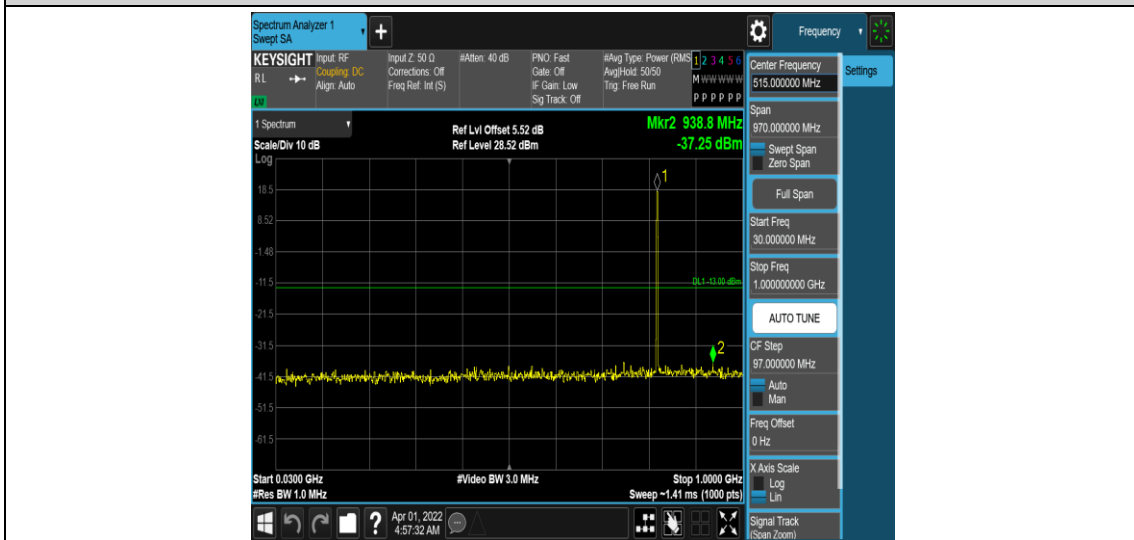 Spectrum Analyzer 1
Swept SA
Frequency
KEYSIGHT
Input: RF
Input Z: 50 Ω
#Atten: 40 dB
PNO: Fast
#Avg Type: Power (RMS
1 2 3 4 5 6
RL
Coupling: DC
Corrections: Off
Gate: Off
Avg|Hold: 50/50
M W W W W W
Align: Auto
Freq Ref: Int (S)
IF Gain: Low
Trig: Free Run
Sig Track: Off
P P P P P P
Center Frequency
515.000000 MHz
Settings
1 Spectrum
Ref Lvl Offset 5.52 dB
Mkr2 938.8 MHz
Scale/Div 10 dB
Ref Level 28.52 dBm
-37.25 dBm
Log
1
18.5
8.52
-1.48
-11.5
DL1 -13.00 dBm
-21.5
-31.5
2
-41.5
-51.5
-61.5
Start 0.0300 GHz
#Video BW 3.0 MHz
Stop 1.0000 GHz
#Res BW 1.0 MHz
Sweep ~1.41 ms (1000 pts)
Span
970.000000 MHz
Swept Span
Zero Span
Full Span
Start Freq
30.000000 MHz
Stop Freq
1.000000000 GHz
AUTO TUNE
CF Step
97.000000 MHz
Auto
Man
Freq Offset
0 Hz
X Axis Scale
Log
Lin
Signal Track
(Span Zoom)
?
Apr 01, 2022
4:57:32 AM